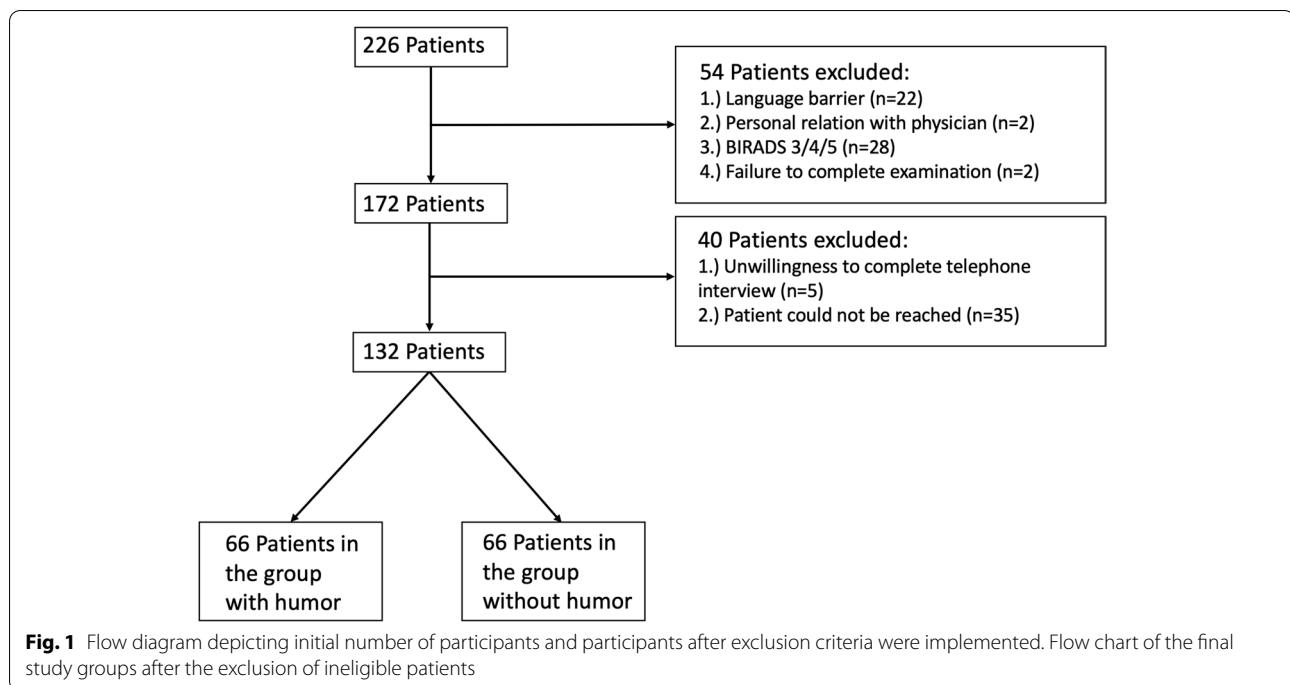 226 Patients
54 Patients excluded:
1.) Language barrier (n=22)
2.) Personal relation with physician (n=2)
3.) BIRADS 3/4/5 (n=28)
4.) Failure to complete examination (n=2)
172 Patients
40 Patients excluded:
1.) Unwillingness to complete telephone
interview (n=5)
2.) Patient could not be reached (n=35)
132 Patients
66 Patients in
the group
with humor
66 Patients in
the group
without humor
Fig. 1 Flow diagram depicting initial number of participants and participants after exclusion criteria were implemented. Flow chart of the final
study groups after the exclusion of ineligible patients